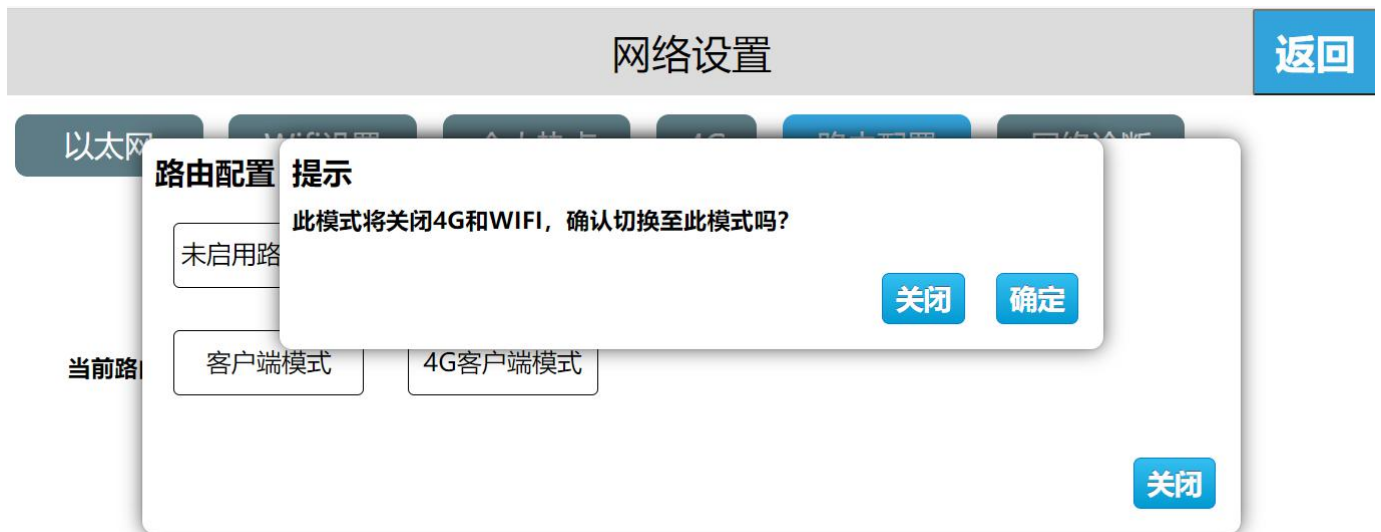 网络设置
返回
以太网
路由配置
提示
此模式将关闭4G和WIFI，确认切换至此模式吗？
未启用路
关闭
确定
当前路
客户端模式
4G客户端模式
关闭